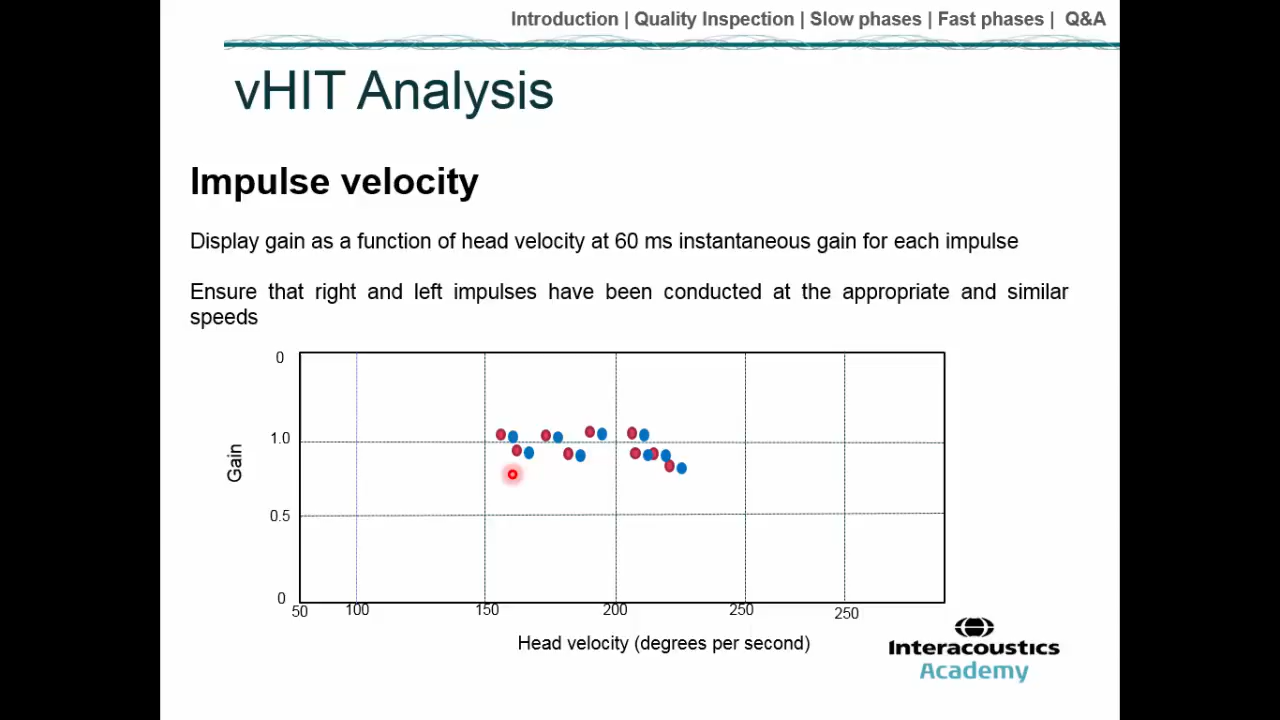 Introduction | Quality Inspection | Slow phases | Fast phases | Q&A
vHIT Analysis
Impulse velocity
Display gain as a function of head velocity at 60 ms instantaneous gain for each impulse
Ensure that right and left impulses have been conducted at the appropriate and similar
speeds
0
1.0
Gain
0.5
0
50 100 150 200 250 250
Head velocity (degrees per second)
Interacoustics
Academy